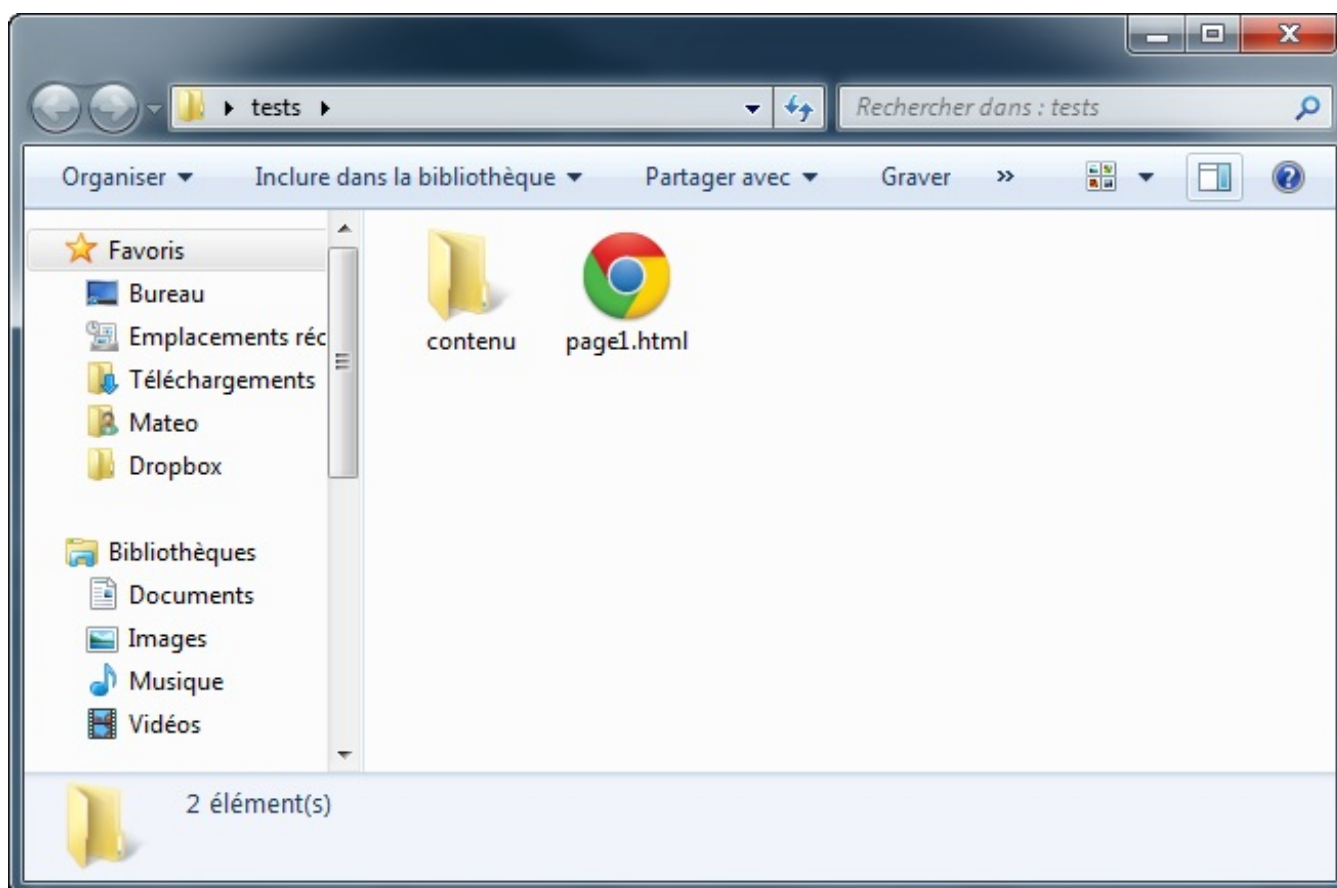 tests
Rechercher dans : tests
Organiser
Inclure dans la bibliothèque
Partager avec
Graver
Favoris
Bureau
Emplacements réc
Téléchargements
Mateo
Dropbox
Bibliothèques
Documents
Images
Musique
Vidéos
contenu
page1.html
2 élément(s)